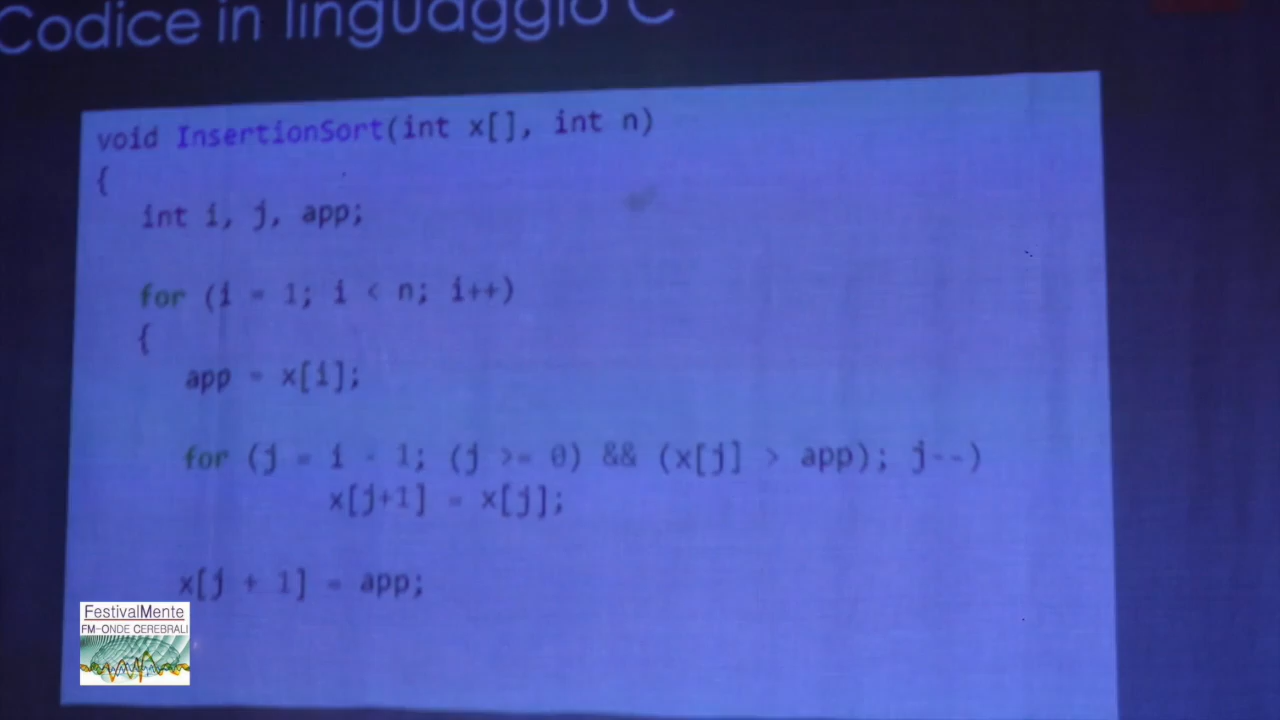 Codice in linguaggio C
void InsertionSort(int x[], int n)
{
int i, j, app;
for (i = 1; i < n; i++)
{
app = x[i];
for (j = i - 1; (j >= 0) && (x[j] > app); j--)
x[j+1] = x[j];
x[j + 1] = app;
FestivalMente
FM-ONDE CEREBRALI